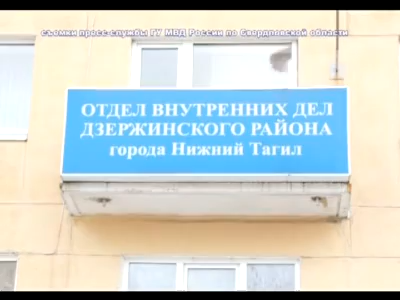 съемки пресс-службы ГУ МВД России по Свердловской области
ОТДЕЛ ВНУТРЕННИХ ДЕЛ
ДЗЕРЖИНСКОГО РАЙОНА
города Нижний Тагил